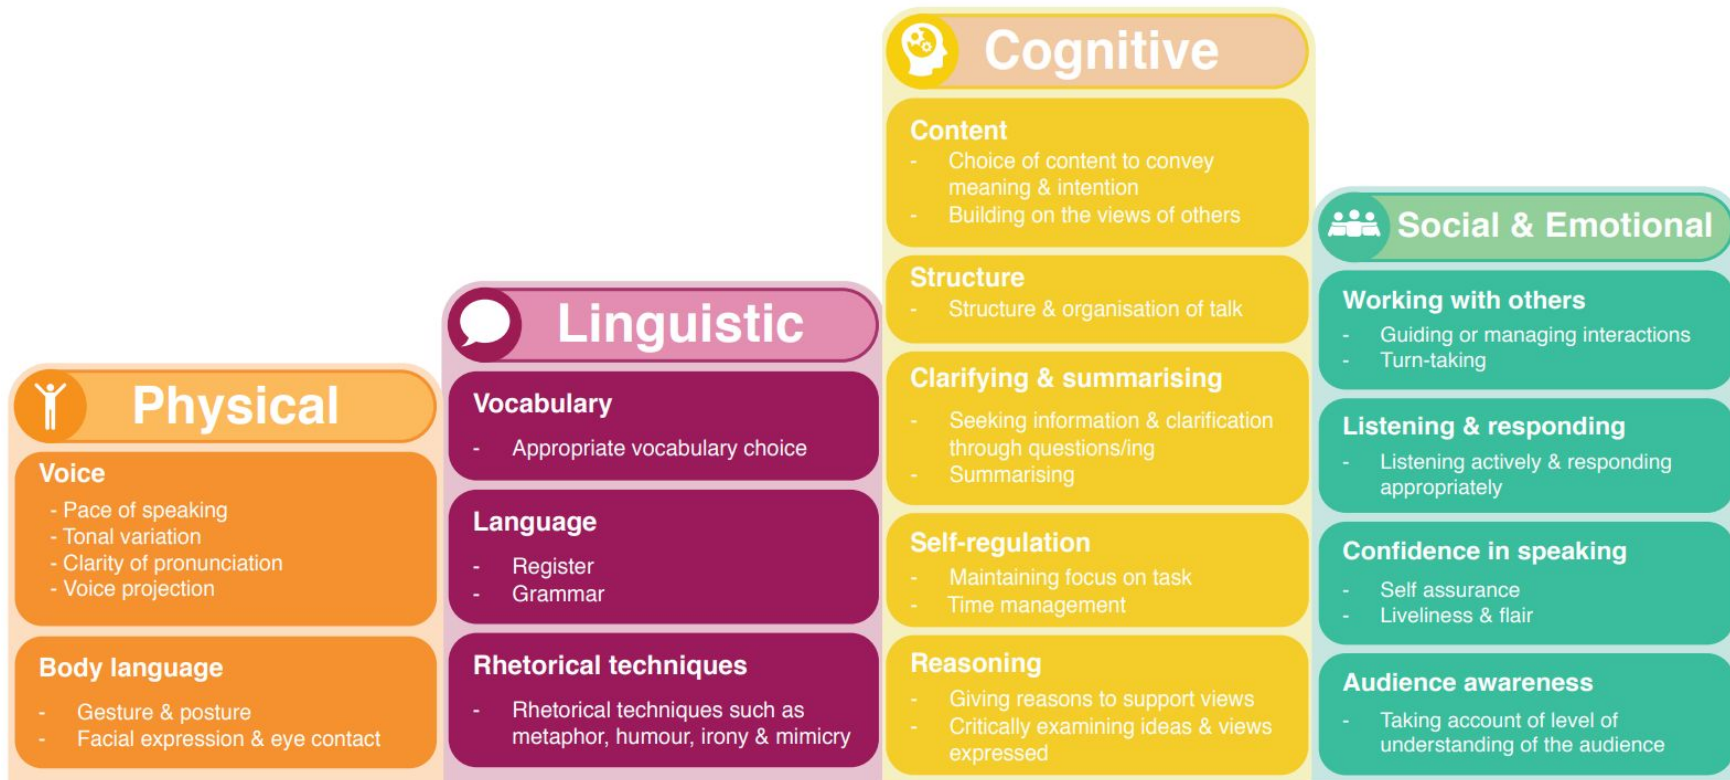 Physical
Voice
- Pace of speaking
- Tonal variation
- Clarity of pronunciation
- Voice projection
Body language
- Gesture & posture
- Facial expression & eye contact
Linguistic
Vocabulary
- Appropriate vocabulary choice
Language
- Register
- Grammar
Rhetorical techniques
- Rhetorical techniques such as
metaphor, humour, irony & mimicry
Cognitive
Content
- Choice of content to convey
meaning & intention
- Building on the views of others
Structure
- Structure & organisation of talk
Clarifying & summarising
- Seeking information & clarification
through questions/ing
- Summarising
Self-regulation
- Maintaining focus on task
- Time management
Reasoning
- Giving reasons to support views
- Critically examining ideas & views
expressed
Social & Emotional
Working with others
- Guiding or managing interactions
- Turn-taking
Listening & responding
- Listening actively & responding
appropriately
Confidence in speaking
- Self assurance
- Liveliness & flair
Audience awareness
- Taking account of level of
understanding of the audience